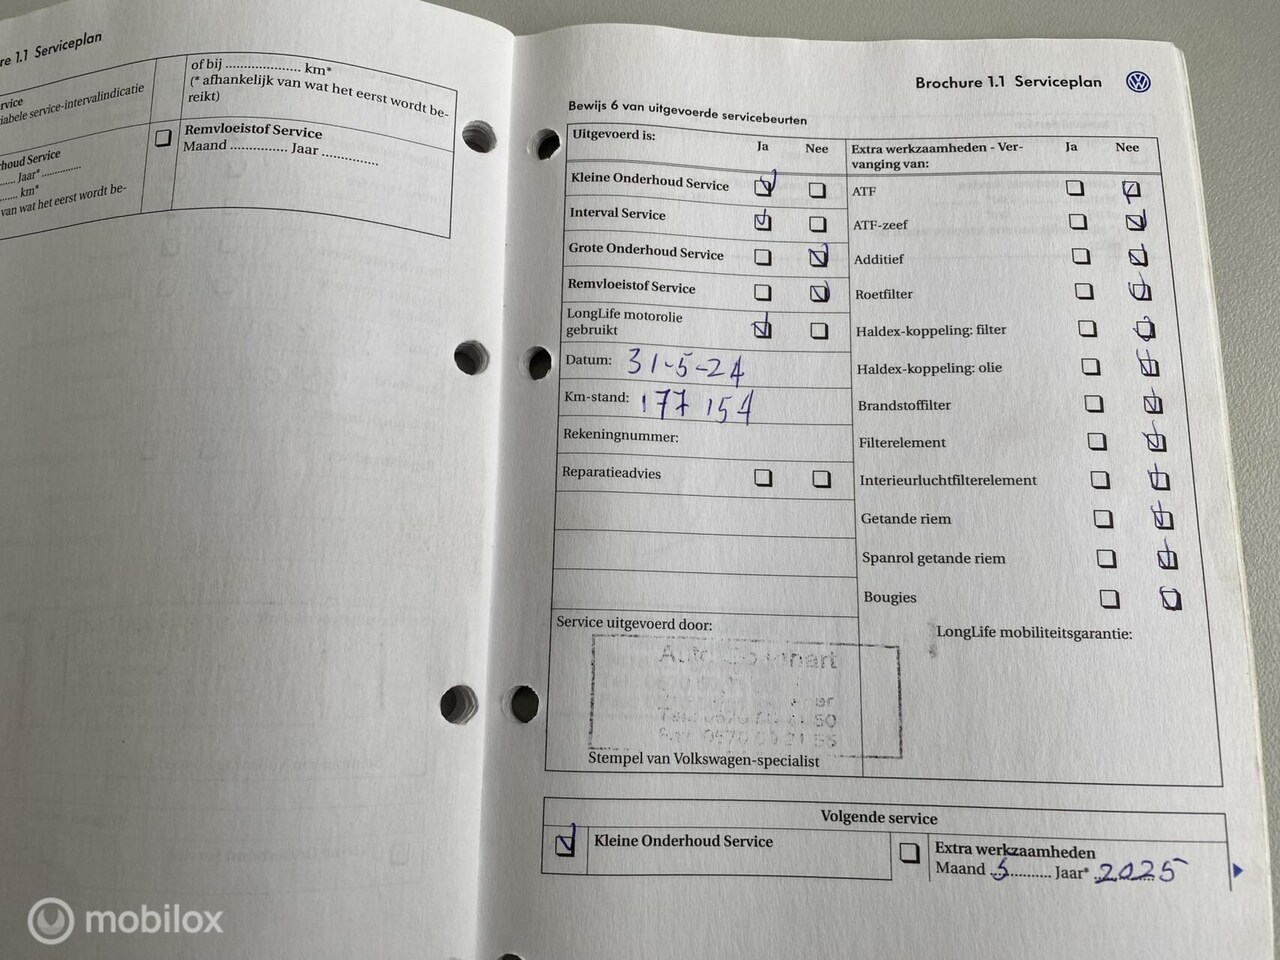 re 1.1 Serviceplan
rvice
iabele service-intervalindicatie
of bij .................... km*
(* afhankelijk van wat het eerst wordt be-
reikt)
houd Service
...... Jaar* ..............
...... km*
van wat het eerst wordt be-
Remvloeistof Service
Maand ............... Jaar ...............
Brochure 1.1 Serviceplan
Bewijs 6 van uitgevoerde servicebeurten
Uitgevoerd is: Ja Nee
Kleine Onderhoud Service
Interval Service
Grote Onderhoud Service
Remvloeistof Service
LongLife motorolie
gebruikt
Datum: 31-5-24
Km-stand: 177 154
Rekeningnummer:
Reparatieadvies
Service uitgevoerd door:
Stempel van Volkswagen-specialist
Extra werkzaamheden - Ver-
vanging van: Ja Nee
ATF
ATF-zeef
Additief
Roetfilter
Haldex-koppeling: filter
Haldex-koppeling: olie
Brandstoffilter
Filterelement
Interieurluchtfilterelement
Getande riem
Spanrol getande riem
Bougies
LongLife mobiliteitsgarantie:
Volgende service
Kleine Onderhoud Service
Extra werkzaamheden
Maand 5 ........... Jaar* 2025
mobilox